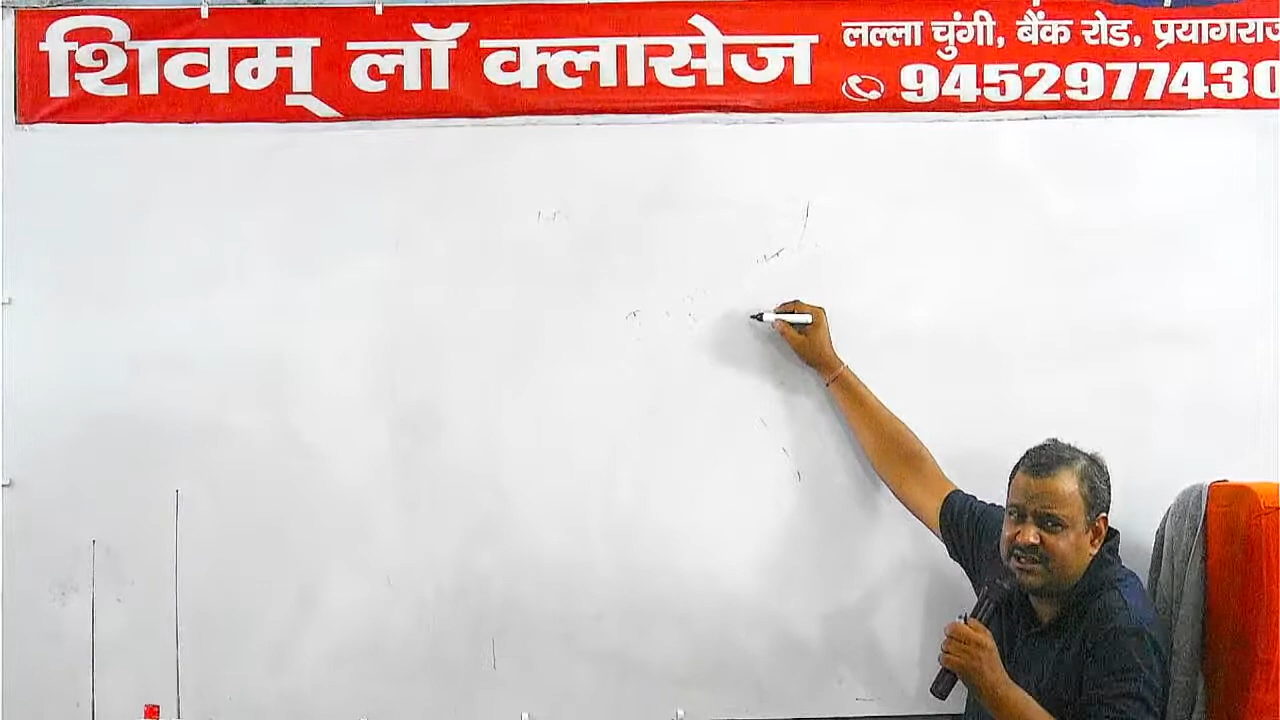 शिवम् लॉ क्लासेज
लल्ला चुंगी, बैंक रोड, प्रयागराज
9452977430